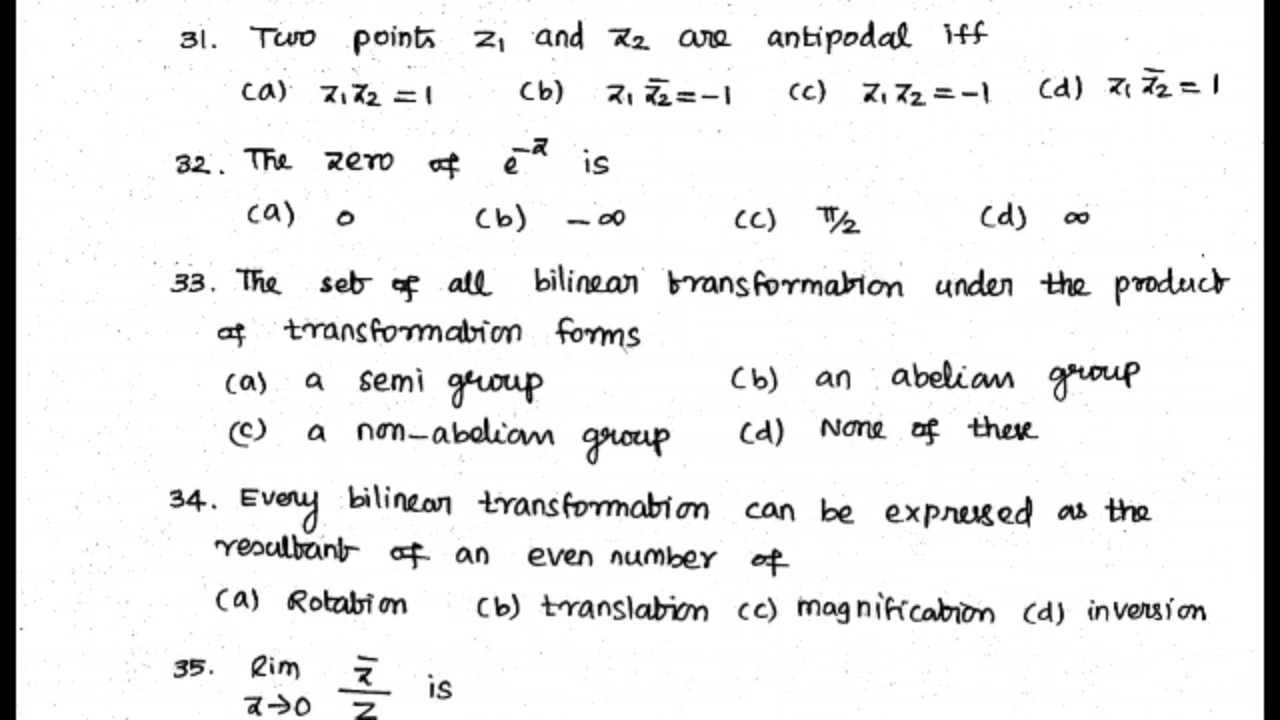 31. Two points z₁ and z₂ are antipodal iff
(a) z₁z₂ = 1 (b) z₁ z̄₂ = -1 (c) z₁ z₂ = -1 (d) z₁ z̄₂ = 1
32. The zero of e^-z is
(a) 0 (b) -∞ (c) π/2 (d) ∞
33. The set of all bilinear transformation under the product
of transformation forms
(a) a semi group (b) an abelian group
(c) a non-abelian group (d) None of these
34. Every bilinear transformation can be expressed as the
resultant of an even number of
(a) Rotation (b) translation (c) magnification (d) inversion
35. lim z→0 z̄/z is